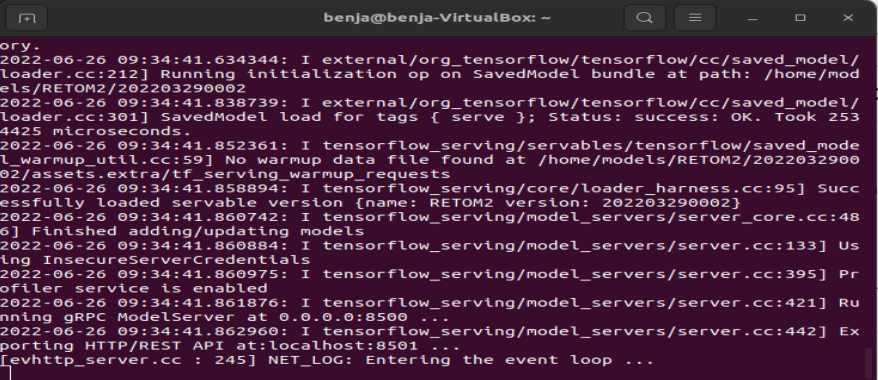 benja@benja-VirtualBox: ~
ory.
2022-06-26 09:34:41.634344: I external/org_tensorflow/tensorflow/cc/saved_model/
loader.cc:212] Running initialization op on SavedModel bundle at path: /home/mod
els/RETOM2/202203290002
2022-06-26 09:34:41.838739: I external/org_tensorflow/tensorflow/cc/saved_model/
loader.cc:301] SavedModel load for tags { serve }; Status: success: OK. Took 253
4425 microseconds.
2022-06-26 09:34:41.852361: I tensorflow_serving/servables/tensorflow/saved_mode
l_warmup_util.cc:59] No warmup data file found at /home/models/RETOM2/2022032900
02/assets.extra/tf_serving_warmup_requests
2022-06-26 09:34:41.858894: I tensorflow_serving/core/loader_harness.cc:95] Succ
essfully loaded servable version {name: RETOM2 version: 202203290002}
2022-06-26 09:34:41.860742: I tensorflow_serving/model_servers/server_core.cc:48
6] Finished adding/updating models
2022-06-26 09:34:41.860884: I tensorflow_serving/model_servers/server.cc:133] Us
ing InsecureServerCredentials
2022-06-26 09:34:41.860975: I tensorflow_serving/model_servers/server.cc:395] Pr
ofiler service is enabled
2022-06-26 09:34:41.861876: I tensorflow_serving/model_servers/server.cc:421] Ru
nning gRPC ModelServer at 0.0.0.0:8500 ...
2022-06-26 09:34:41.862960: I tensorflow_serving/model_servers/server.cc:442] Ex
porting HTTP/REST API at:localhost:8501 ...
[evhttp_server.cc : 245] NET_LOG: Entering the event loop ...